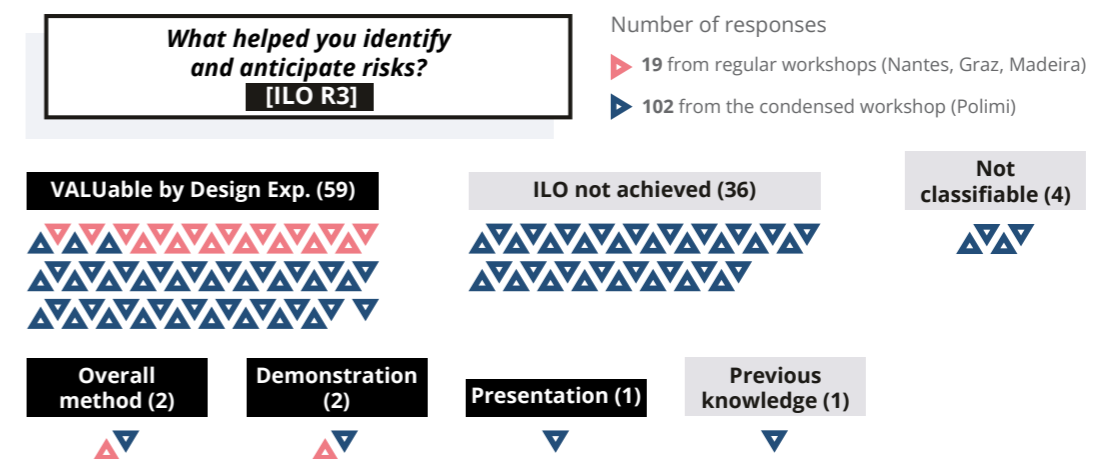 What helped you identify
and anticipate risks?
[ILO R3]
Number of responses
19 from regular workshops (Nantes, Graz, Madeira)
102 from the condensed workshop (Polimi)
VALUable by Design Exp. (59)
ILO not achieved (36)
Not
classifiable (4)
Overall
method (2)
Demonstration
(2)
Presentation (1)
Previous
knowledge (1)